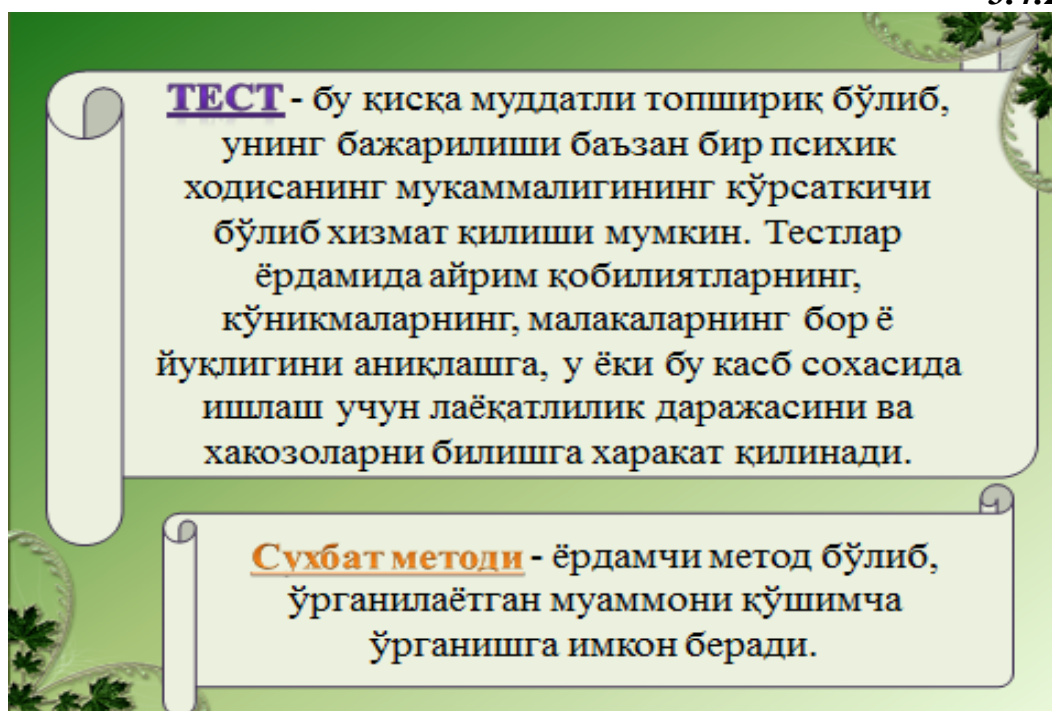 ТЕСТ - бу қисқа муддатли топшириқ бўлиб,
унинг бажарилиши баъзан бир психик
ходисанинг мукаммалигининг кўрсаткичи
бўлиб хизмат қилиши мумкин. Тестлар
ёрдамида айрим қобилиятларнинг,
кўникмаларнинг, малакаларнинг бор ё
йуқлигини аниқлашга, у ёки бу касб сохасида
ишлаш учун лаёқатлилик даражасини ва
хакозоларни билишга харакат қилинади.
Сухбат методи - ёрдамчи метод бўлиб,
ўрганилаётган муаммони қўшимча
ўрганишга имкон беради.